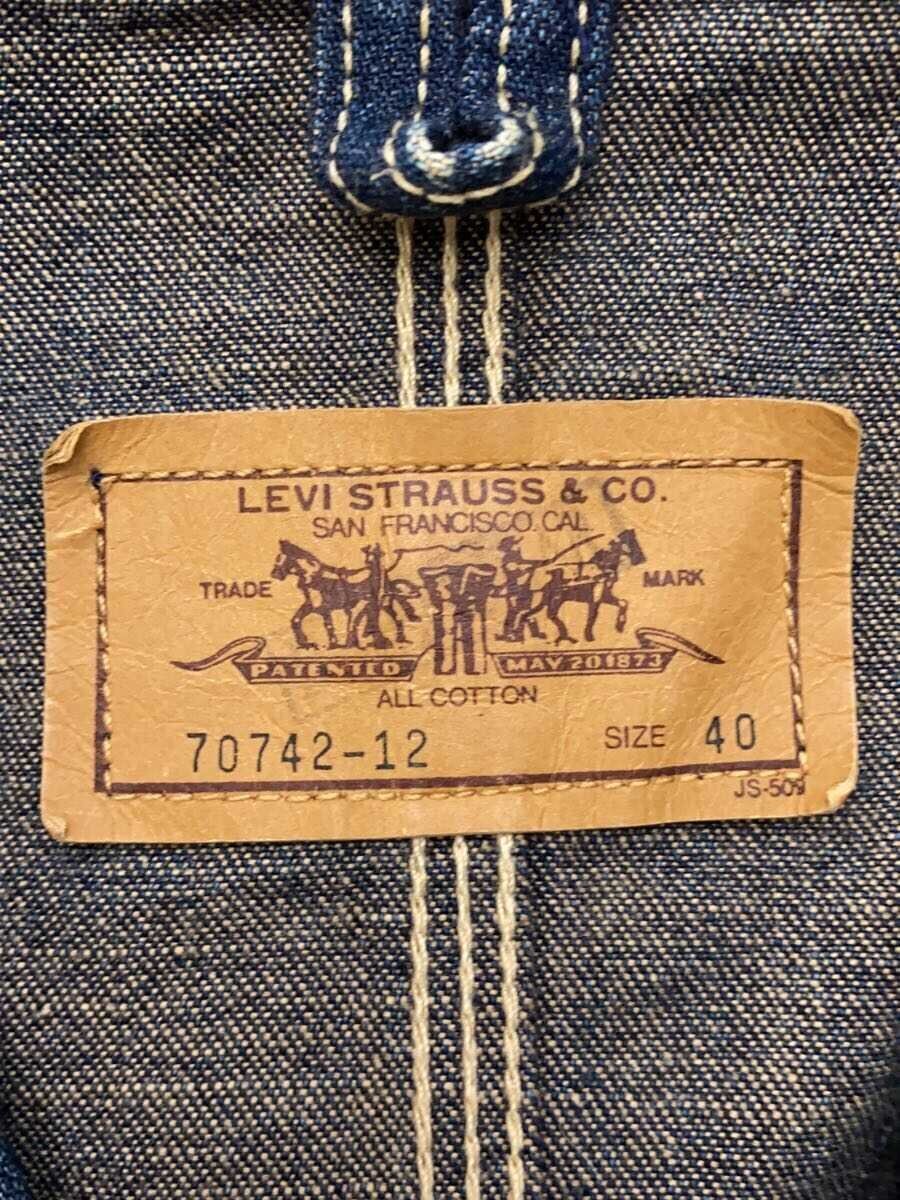 LEVI STRAUSS & CO.
SAN FRANCISCO. CAL.
TRADE MARK
PATENTED MAY 20 1873
ALL COTTON
70742-12 SIZE 40
JS-509